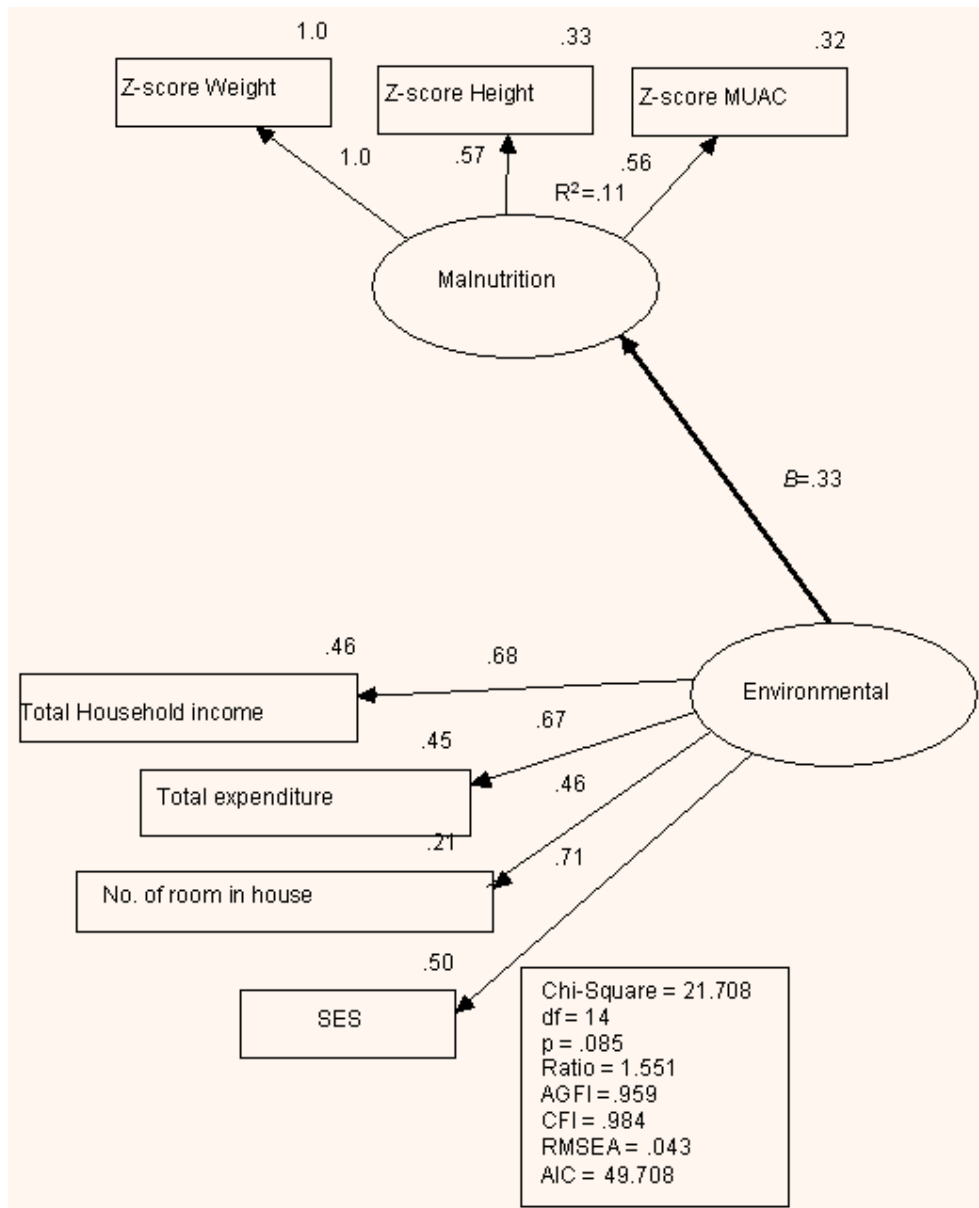 1.0
.33
.32
Z-score Weight
Z-score Height
Z-score MUAC
1.0
.57
.56
R²=.11
Malnutrition
B=.33
.46
.68
Environmental
Total Household income
.67
.45
.46
Total expenditure
.21
.71
No. of room in house
.50
SES
Chi-Square = 21.708
df = 14
p = .085
Ratio = 1.551
AGFI = .959
CFI = .984
RMSEA = .043
AIC = 49.708